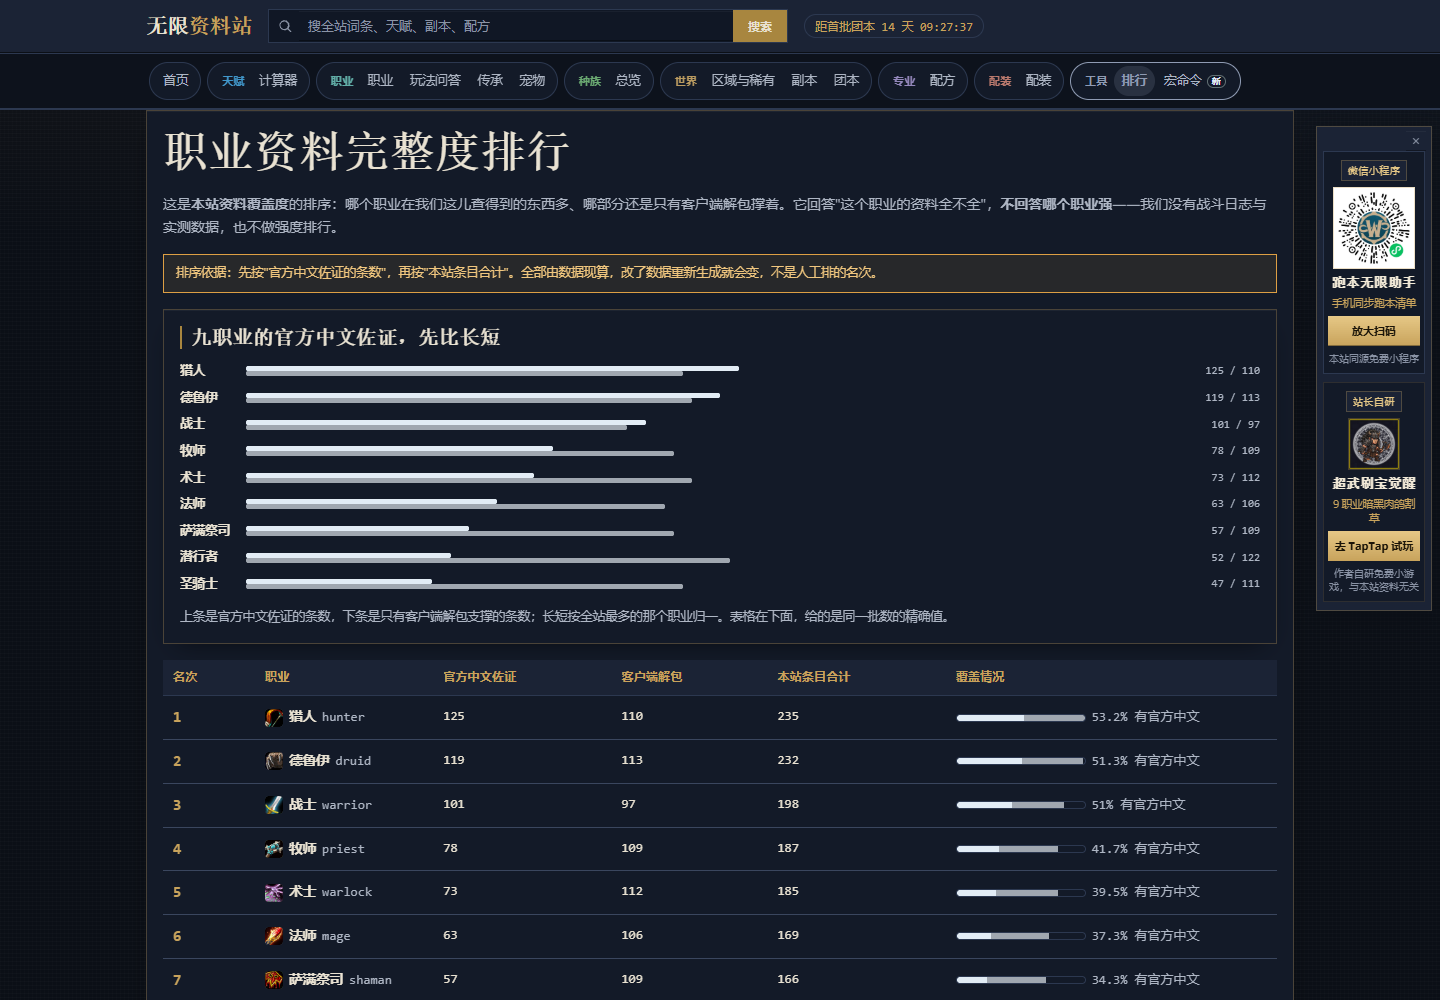 无限资料站
搜全站词条、天赋、副本、配方
搜索
距首批团本 14 天 09:27:37
首页
天赋 计算器
职业 职业 玩法问答 传承 宠物
种族 总览
世界 区域与稀有 副本 团本
专业 配方
配装 配装
工具 排行 宏命令 新
职业资料完整度排行
这是本站资料覆盖度的排序：哪个职业在我们这儿查得到的东西多、哪部分还是只有客户端解包撑着。它回答"这个职业的资料全不全"，不回答哪个职业强——我们没有战斗日志与
实测数据，也不做强度排行。
排序依据：先按"官方中文佐证的条数"，再按"本站条目合计"。全部由数据现算，改了数据重新生成就会变，不是人工排的名次。
九职业的官方中文佐证，先比长短
猎人 125 / 110
德鲁伊 119 / 113
战士 101 / 97
牧师 78 / 109
术士 73 / 112
法师 63 / 106
萨满祭司 57 / 109
潜行者 52 / 122
圣骑士 47 / 111
上条是官方中文佐证的条数，下条是只有客户端解包支撑的条数；长短按全站最多的那个职业归一。表格在下面，给的是同一批数的精确值。
名次 职业 官方中文佐证 客户端解包 本站条目合计 覆盖情况
1 猎人 hunter 125 110 235 53.2% 有官方中文
2 德鲁伊 druid 119 113 232 51.3% 有官方中文
3 战士 warrior 101 97 198 51% 有官方中文
4 牧师 priest 78 109 187 41.7% 有官方中文
5 术士 warlock 73 112 185 39.5% 有官方中文
6 法师 mage 63 106 169 37.3% 有官方中文
7 萨满祭司 shaman 57 109 166 34.3% 有官方中文
×
微信小程序
跑本无限助手
手机同步跑本清单
放大扫码
本站同源免费小程序
站长自研
超武刷宝觉醒
9 职业暗黑肉鸽割
草
去 TapTap 试玩
作者自研免费小游
戏，与本站资料无关